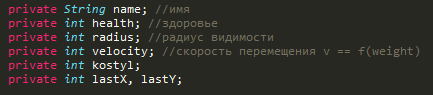 private String name; //имя
private int health; //здоровье
private int radius; //радиус видимости
private int velocity; //скорость перемещения v == f(weight)
private int kostyl;
private int lastX, lastY;